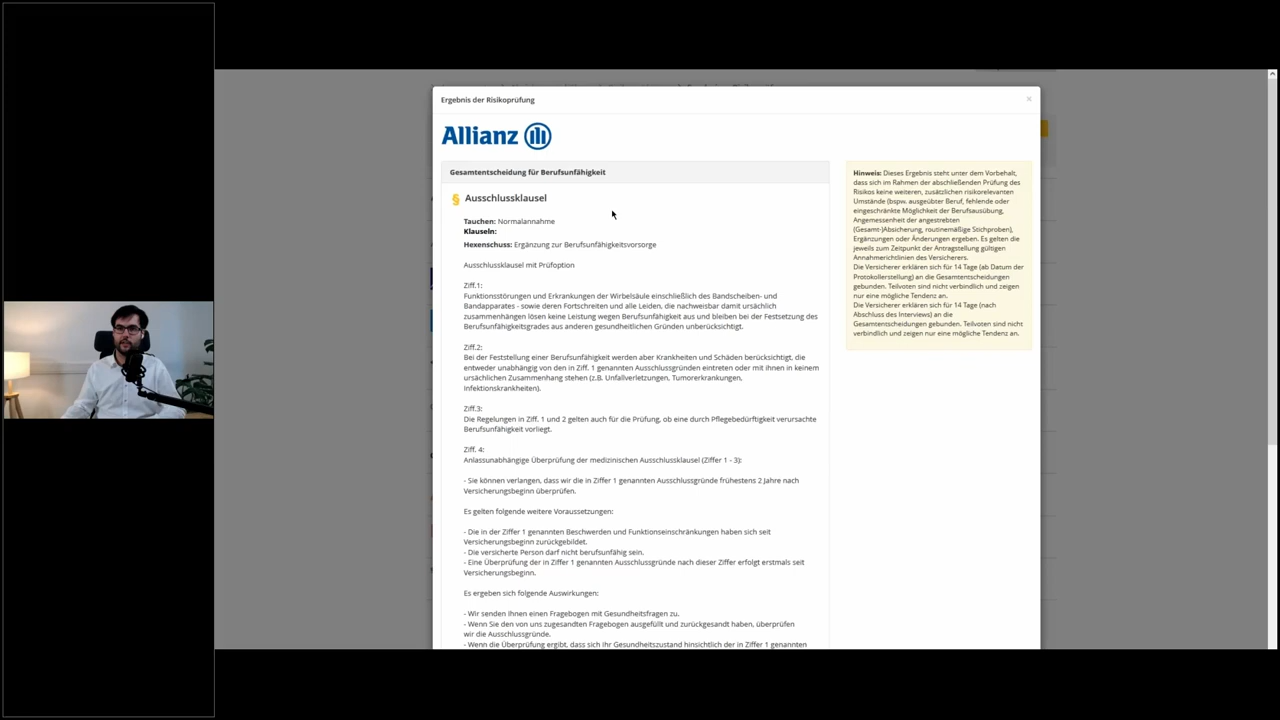 Ergebnis der Risikoprüfung
×
Allianz
Gesamtentscheidung für Berufsunfähigkeit
§ Ausschlussklausel
Tauchen: Normalannahme
Klauseln:
Hexenschuss: Ergänzung zur Berufsunfähigkeitsvorsorge
Ausschlussklausel mit Prüfoption
Ziff.1:
Funktionsstörungen und Erkrankungen der Wirbelsäule einschließlich des Bandscheiben- und
Bandapparates - sowie deren Fortschreiten und alle Leiden, die nachweisbar damit ursächlich
zusammenhängen lösen keine Leistung wegen Berufsunfähigkeit aus und bleiben bei der Festsetzung des
Berufsunfähigkeitsgrades aus anderen gesundheitlichen Gründen unberücksichtigt.
Ziff.2:
Bei der Feststellung einer Berufsunfähigkeit werden aber Krankheiten und Schäden berücksichtigt, die
entweder unabhängig von den in Ziff. 1 genannten Ausschlussgründen eintreten oder mit ihnen in keinem
ursächlichen Zusammenhang stehen (z.B. Unfallverletzungen, Tumorerkrankungen,
Infektionskrankheiten).
Ziff.3:
Die Regelungen in Ziff. 1 und 2 gelten auch für die Prüfung, ob eine durch Pflegebedürftigkeit verursachte
Berufsunfähigkeit vorliegt.
Ziff. 4:
Anlassunabhängige Überprüfung der medizinischen Ausschlussklausel (Ziffer 1 - 3):
- Sie können verlangen, dass wir die in Ziffer 1 genannten Ausschlussgründe frühestens 2 Jahre nach
Versicherungsbeginn überprüfen.
Es gelten folgende weitere Voraussetzungen:
- Die in der Ziffer 1 genannten Beschwerden und Funktionseinschränkungen haben sich seit
Versicherungsbeginn zurückgebildet.
- Die versicherte Person darf nicht berufsunfähig sein.
- Eine Überprüfung der in Ziffer 1 genannten Ausschlussgründe nach dieser Ziffer erfolgt erstmals seit
Versicherungsbeginn.
Es ergeben sich folgende Auswirkungen:
- Wir senden Ihnen einen Fragebogen mit Gesundheitsfragen zu.
- Wenn Sie den von uns zugesandten Fragebogen ausgefüllt und zurückgesandt haben, überprüfen
wir die Ausschlussgründe.
- Wenn die Überprüfung ergibt, dass sich Ihr Gesundheitszustand hinsichtlich der in Ziffer 1 genannten
Hinweis: Dieses Ergebnis steht unter dem Vorbehalt,
dass sich im Rahmen der abschließenden Prüfung des
Risikos keine weiteren, zusätzlichen risikorelevanten
Umstände (bspw. ausgeübter Beruf, fehlende oder
eingeschränkte Möglichkeit der Berufsausübung,
Angemessenheit der angestrebten
(Gesamt-)Absicherung, routinemäßige Stichproben),
Ergänzungen oder Änderungen ergeben. Es gelten die
jeweils zum Zeitpunkt der Antragstellung gültigen
Annahmerichtlinien des Versicherers.
Die Versicherer erklären sich für 14 Tage (ab Datum der
Protokollerstellung) an die Gesamtentscheidungen
gebunden. Teilvoten sind nicht verbindlich und zeigen
nur eine mögliche Tendenz an.
Die Versicherer erklären sich für 14 Tage (nach
Abschluss des Interviews) an die
Gesamtentscheidungen gebunden. Teilvoten sind nicht
verbindlich und zeigen nur eine mögliche Tendenz an.